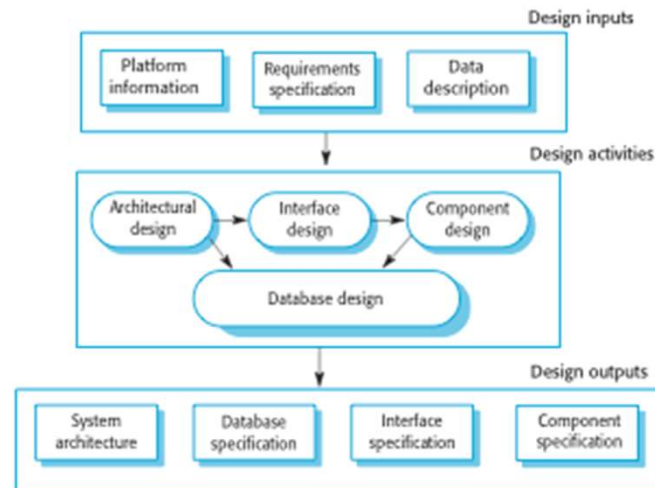 Design inputs
Platform
information
Requirements
specification
Data
description
Design activities
Architectural
design
Interface
design
Component
design
Database design
Design outputs
System
architecture
Database
specification
Interface
specification
Component
specification